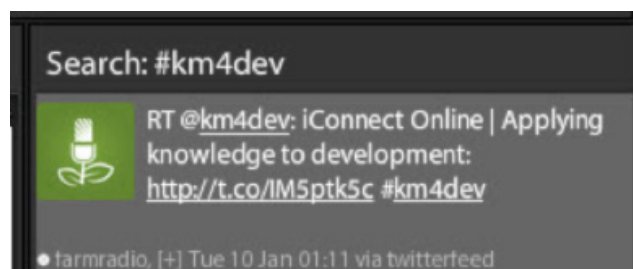 Search: #km4dev
RT @km4dev: iConnect Online | Applying
knowledge to development:
http://t.co/IM5ptk5c #km4dev
farmradio, [+] Tue 10 Jan 01:11 via twitterfeed